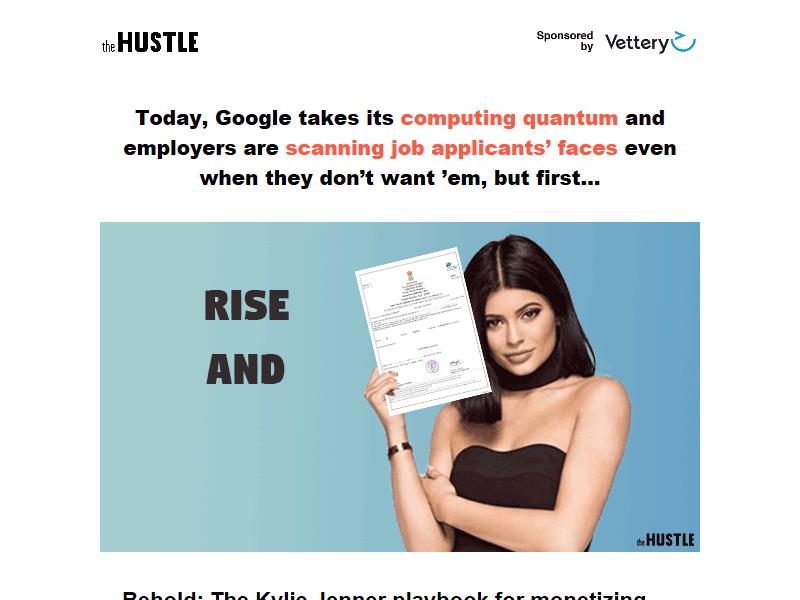 the HUSTLE
Sponsored
by
Vettery
Today, Google takes its computing quantum and
employers are scanning job applicants’ faces even
when they don’t want ’em, but first...
RISE
AND
the HUSTLE
Behold: The Kylie Jenner playbook for monetizing